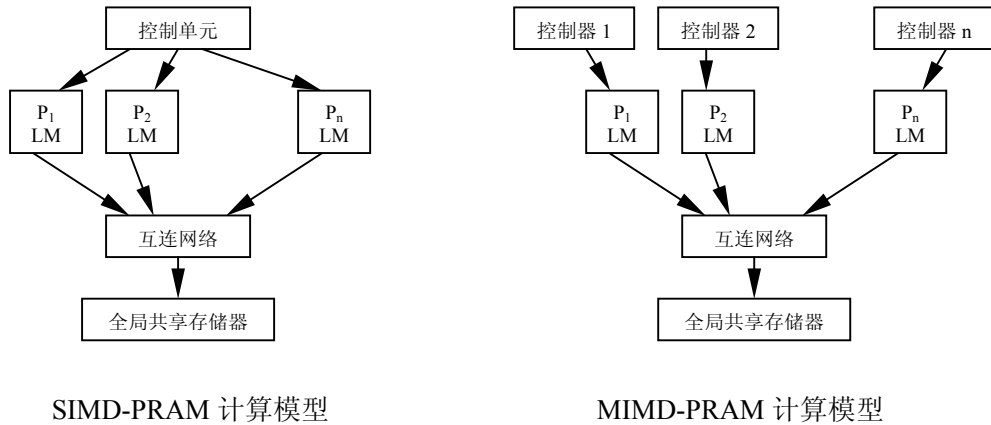 控制单元
P₁
LM
P₂
LM
Pₙ
LM
互连网络
全局共享存储器
SIMD-PRAM 计算模型
控制器 1
控制器 2
控制器 n
P₁
LM
P₂
LM
Pₙ
LM
互连网络
全局共享存储器
MIMD-PRAM 计算模型